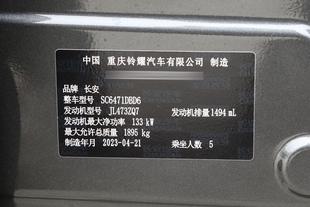 中国 重庆铃耀汽车有限公司 制造
品牌 长安
整车型号 SC6471DBD6
发动机型号 JL473ZQ7 发动机排量 1494 mL
发动机最大净功率 133 kW
最大允许总质量 1895 kg
制造年月 2023-04-21 乘坐人数 5